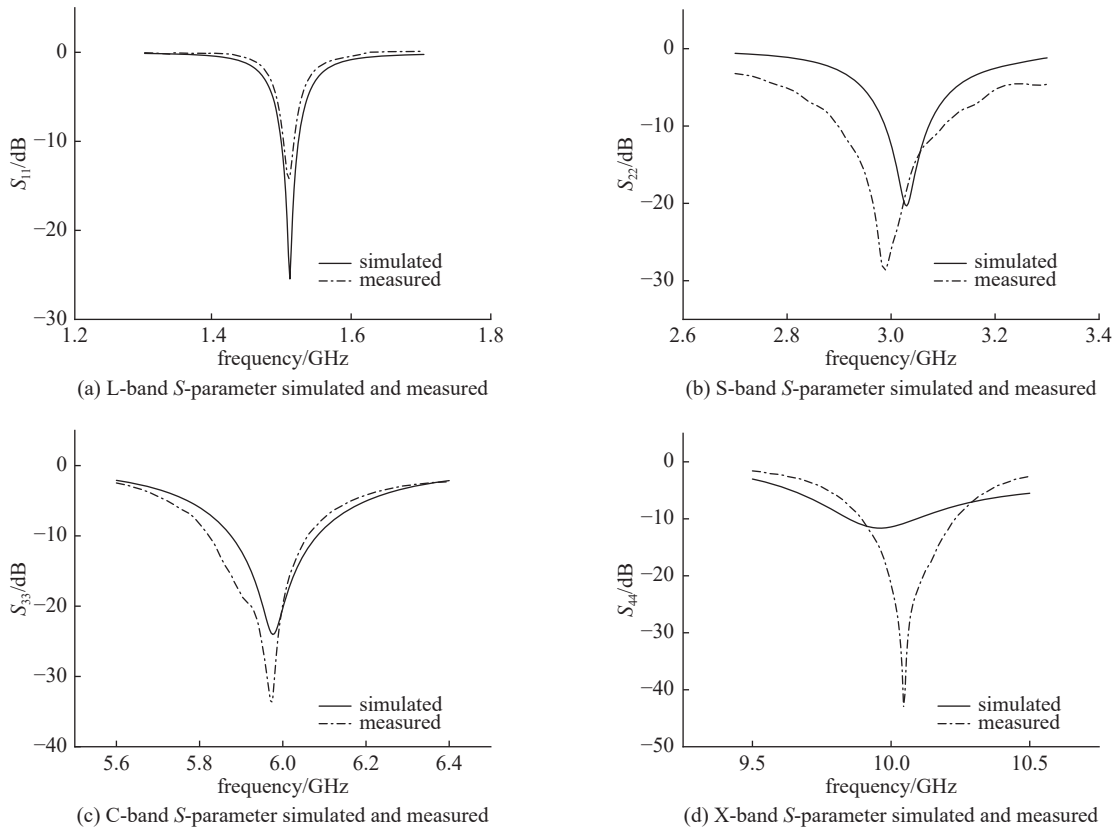 0
−10
−20
−30
S11/dB
simulated
measured
1.2
1.4
1.6
1.8
frequency/GHz
(a) L-band S-parameter simulated and measured
0
−10
−20
−30
S22/dB
simulated
measured
2.6
2.8
3.0
3.2
3.4
frequency/GHz
(b) S-band S-parameter simulated and measured
0
−10
−20
−30
−40
S33/dB
simulated
measured
5.6
5.8
6.0
6.2
6.4
frequency/GHz
(c) C-band S-parameter simulated and measured
0
−10
−20
−30
−40
−50
S44/dB
simulated
measured
9.5
10.0
10.5
frequency/GHz
(d) X-band S-parameter simulated and measured